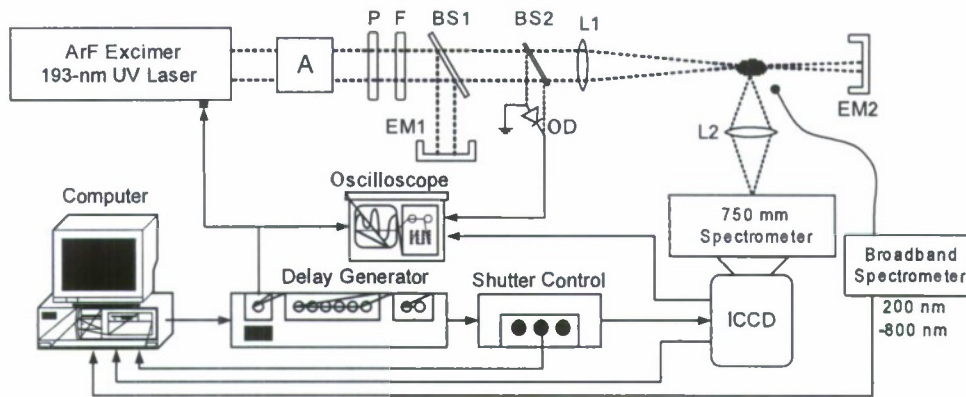 ArF Excimer
193-nm UV Laser
A
P
F
BS1
BS2
L1
EM2
EM1
OD
L2
Computer
Oscilloscope
750 mm
Spectrometer
Broadband
Spectrometer
200 nm
-800 nm
Delay Generator
Shutter Control
ICCD